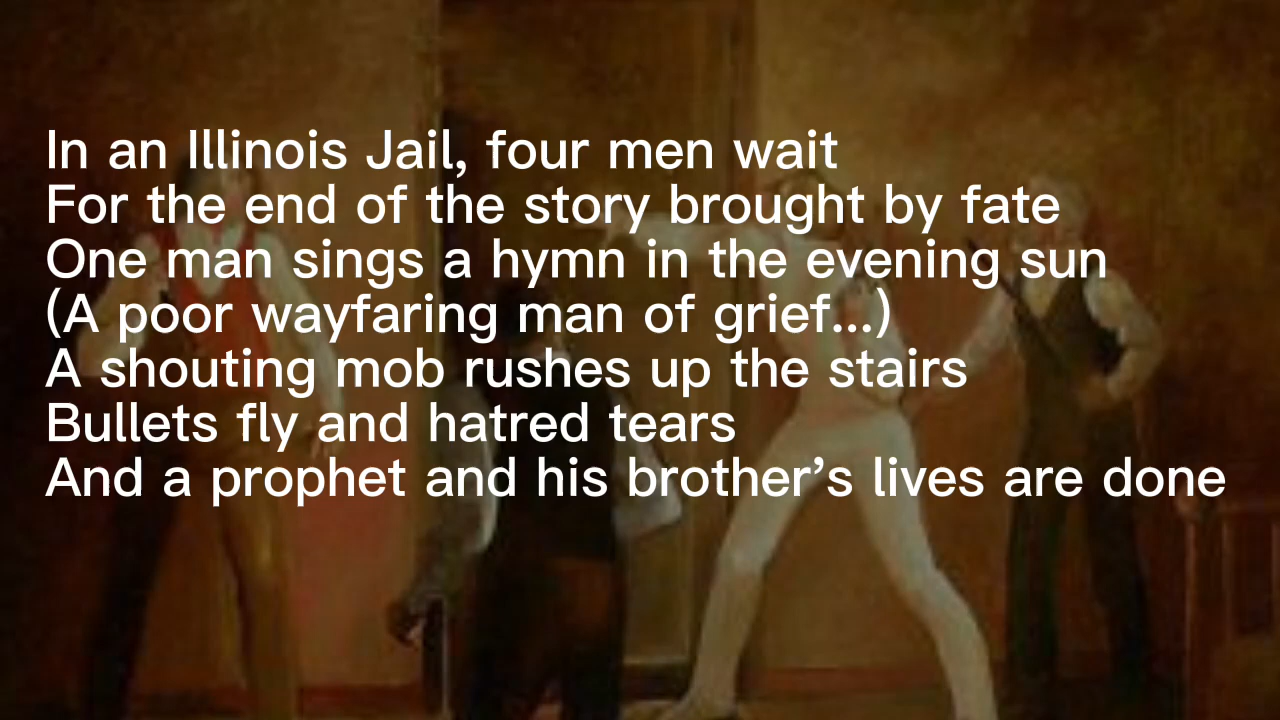 In an Illinois Jail, four men wait
For the end of the story brought by fate
One man sings a hymn in the evening sun
(A poor wayfaring man of grief...)
A shouting mob rushes up the stairs
Bullets fly and hatred tears
And a prophet and his brother’s lives are done